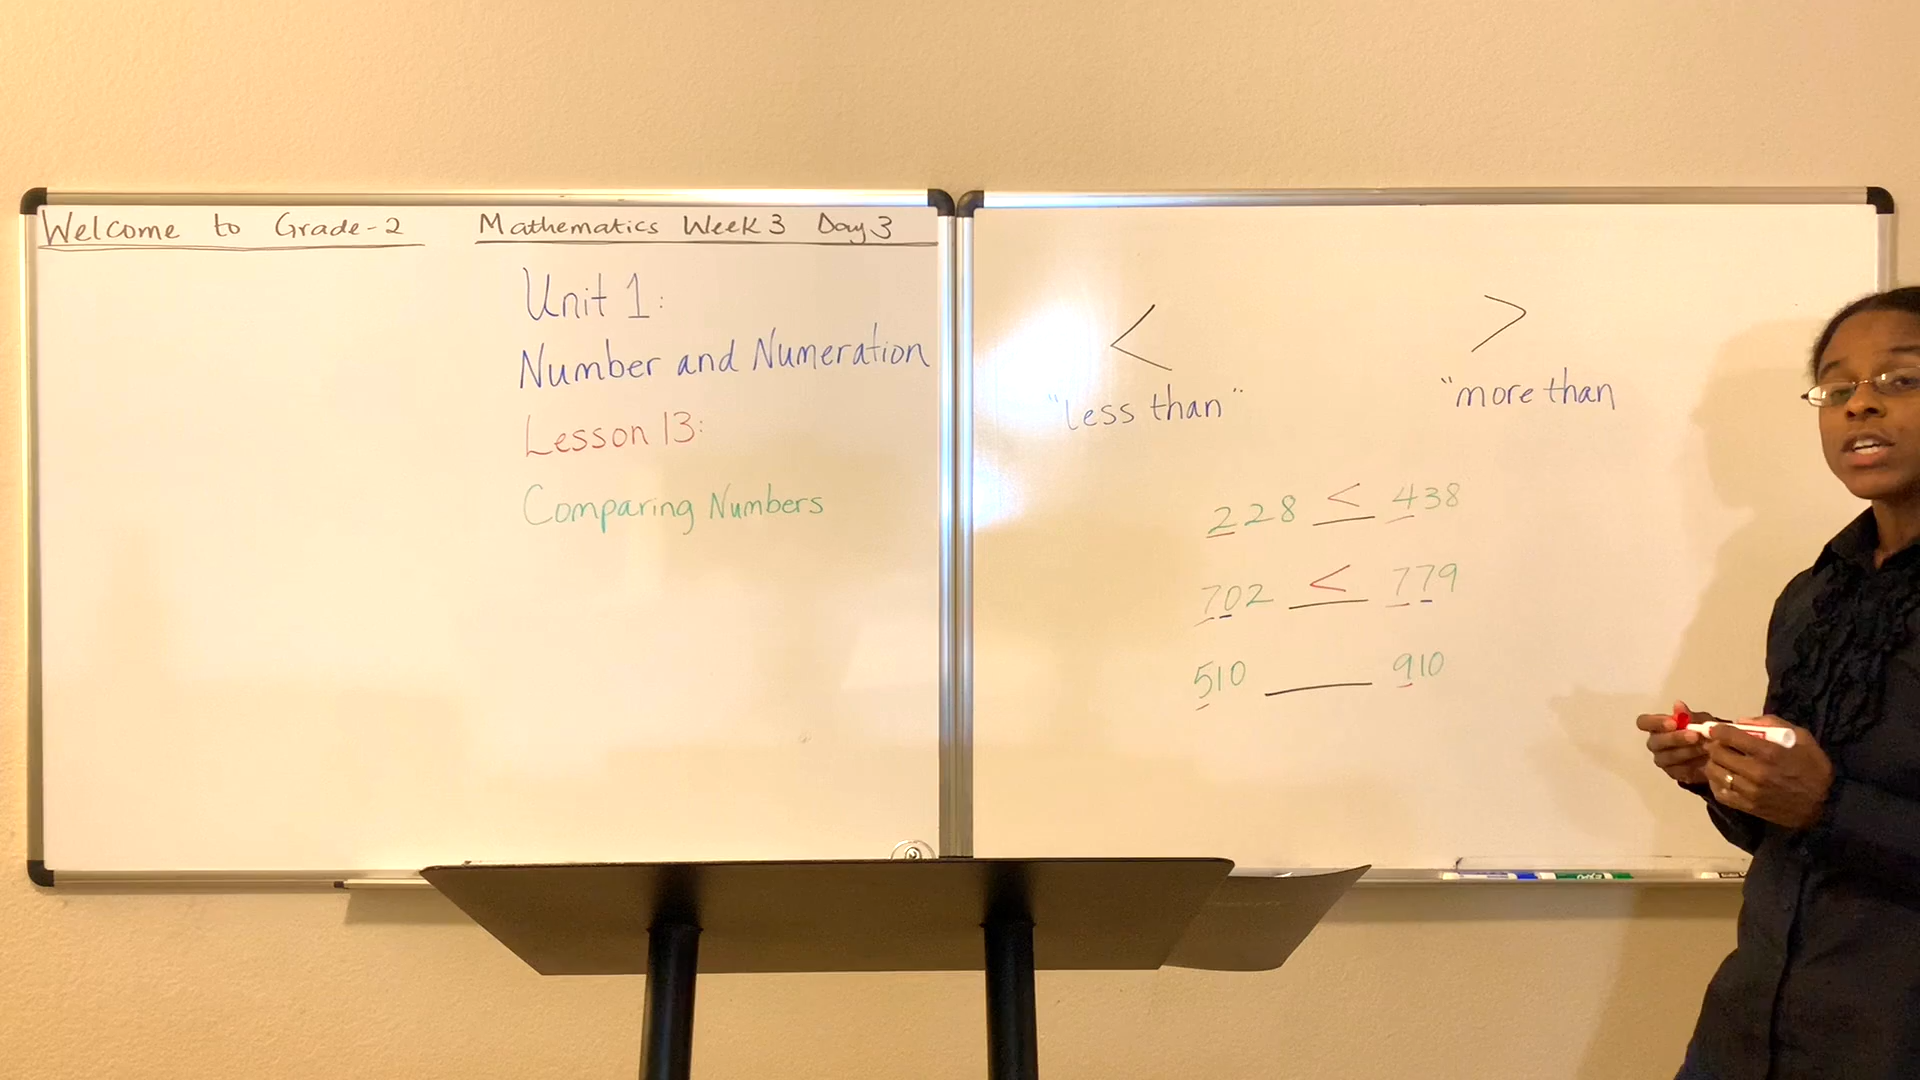 Welcome to Grade-2 Mathematics Week 3 Day 3
Unit 1:
Number and Numeration
Lesson 13:
Comparing Numbers
< >
"less than" "more than
228 < 438
702 < 779
510 ___ 910